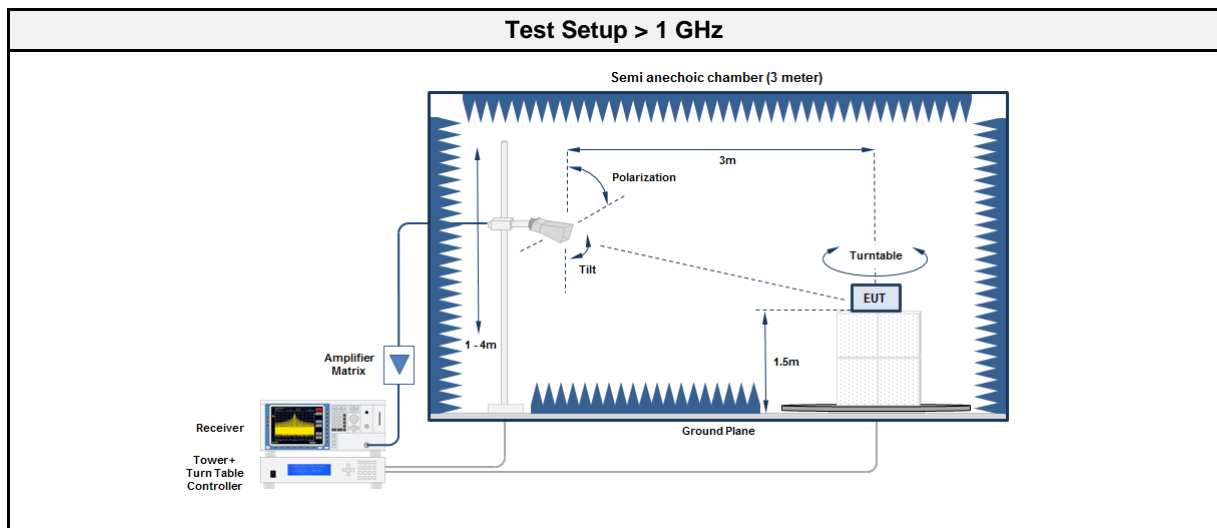 Test Setup > 1 GHz
Semi anechoic chamber (3 meter)
3m
Polarization
Turntable
Tilt
EUT
1 - 4m
1.5m
Amplifier
Matrix
Receiver
Ground Plane
Tower+
Turn Table
Controller